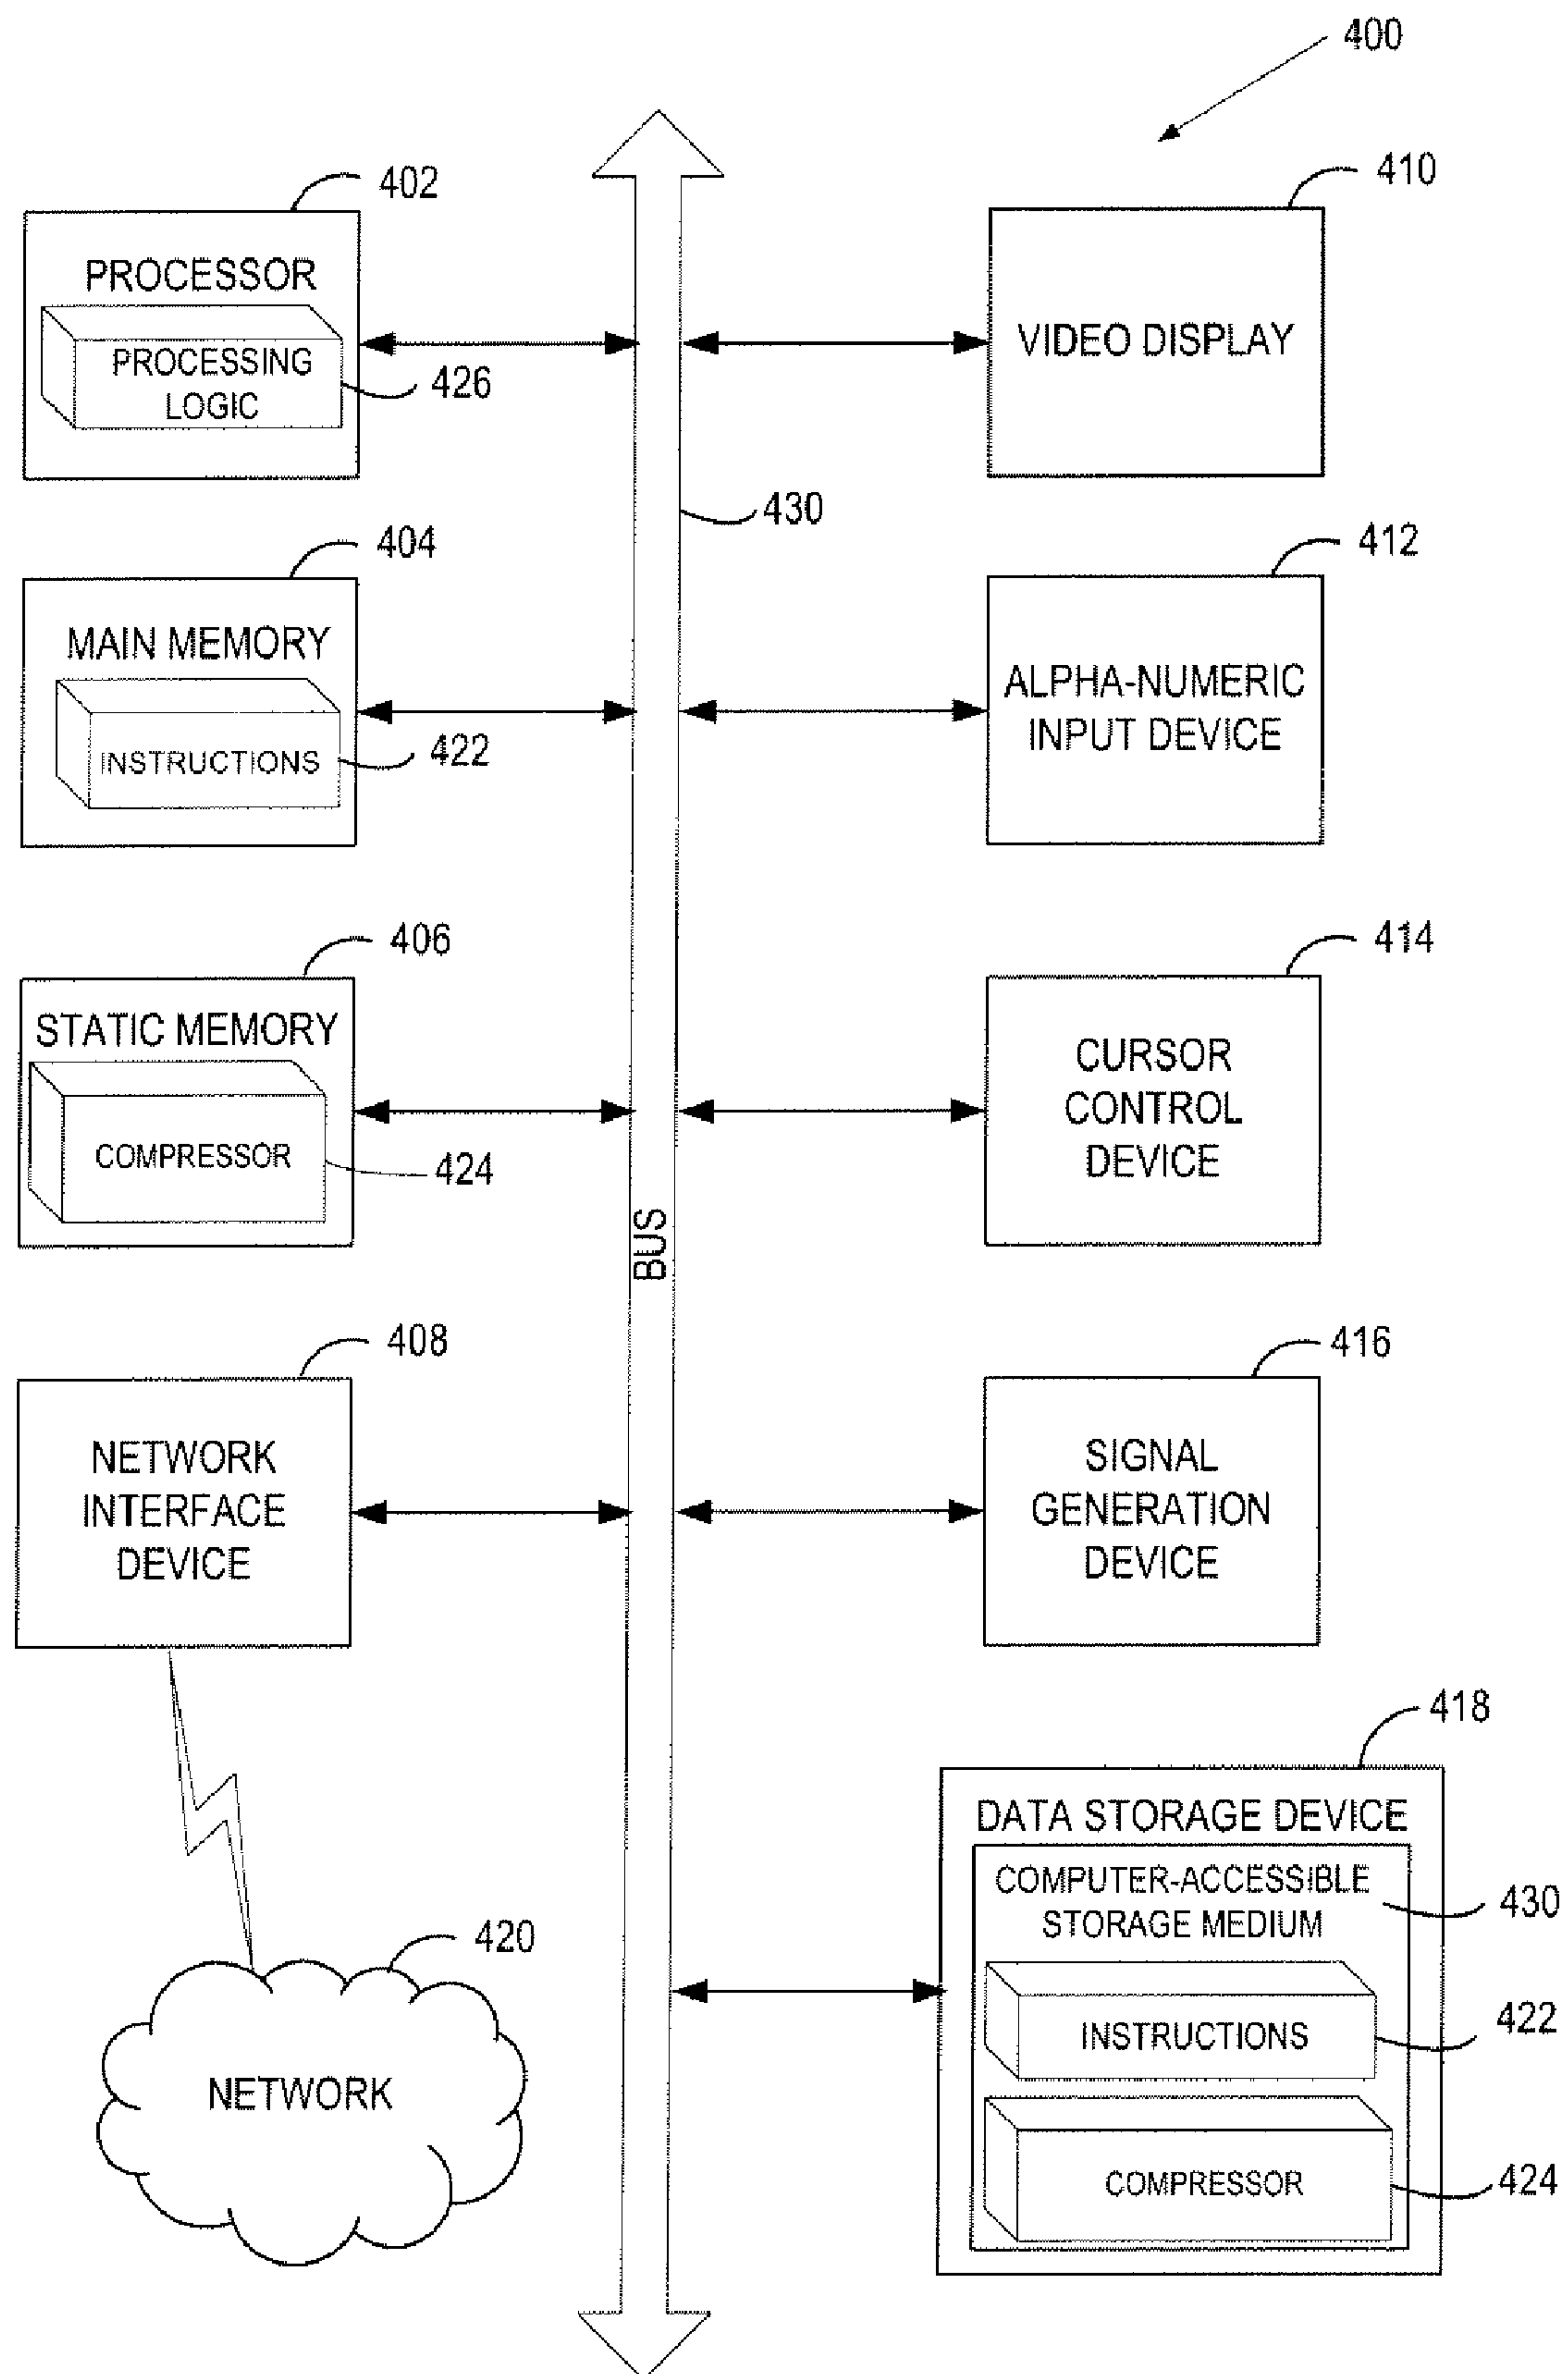 400
402
PROCESSOR
PROCESSING
LOGIC
426
410
VIDEO DISPLAY
430
404
MAIN MEMORY
INSTRUCTIONS
422
412
ALPHA-NUMERIC
INPUT DEVICE
406
STATIC MEMORY
COMPRESSOR
424
414
CURSOR
CONTROL
DEVICE
BUS
408
NETWORK
INTERFACE
DEVICE
416
SIGNAL
GENERATION
DEVICE
418
DATA STORAGE DEVICE
COMPUTER-ACCESSIBLE
STORAGE MEDIUM
430
INSTRUCTIONS
422
COMPRESSOR
424
420
NETWORK